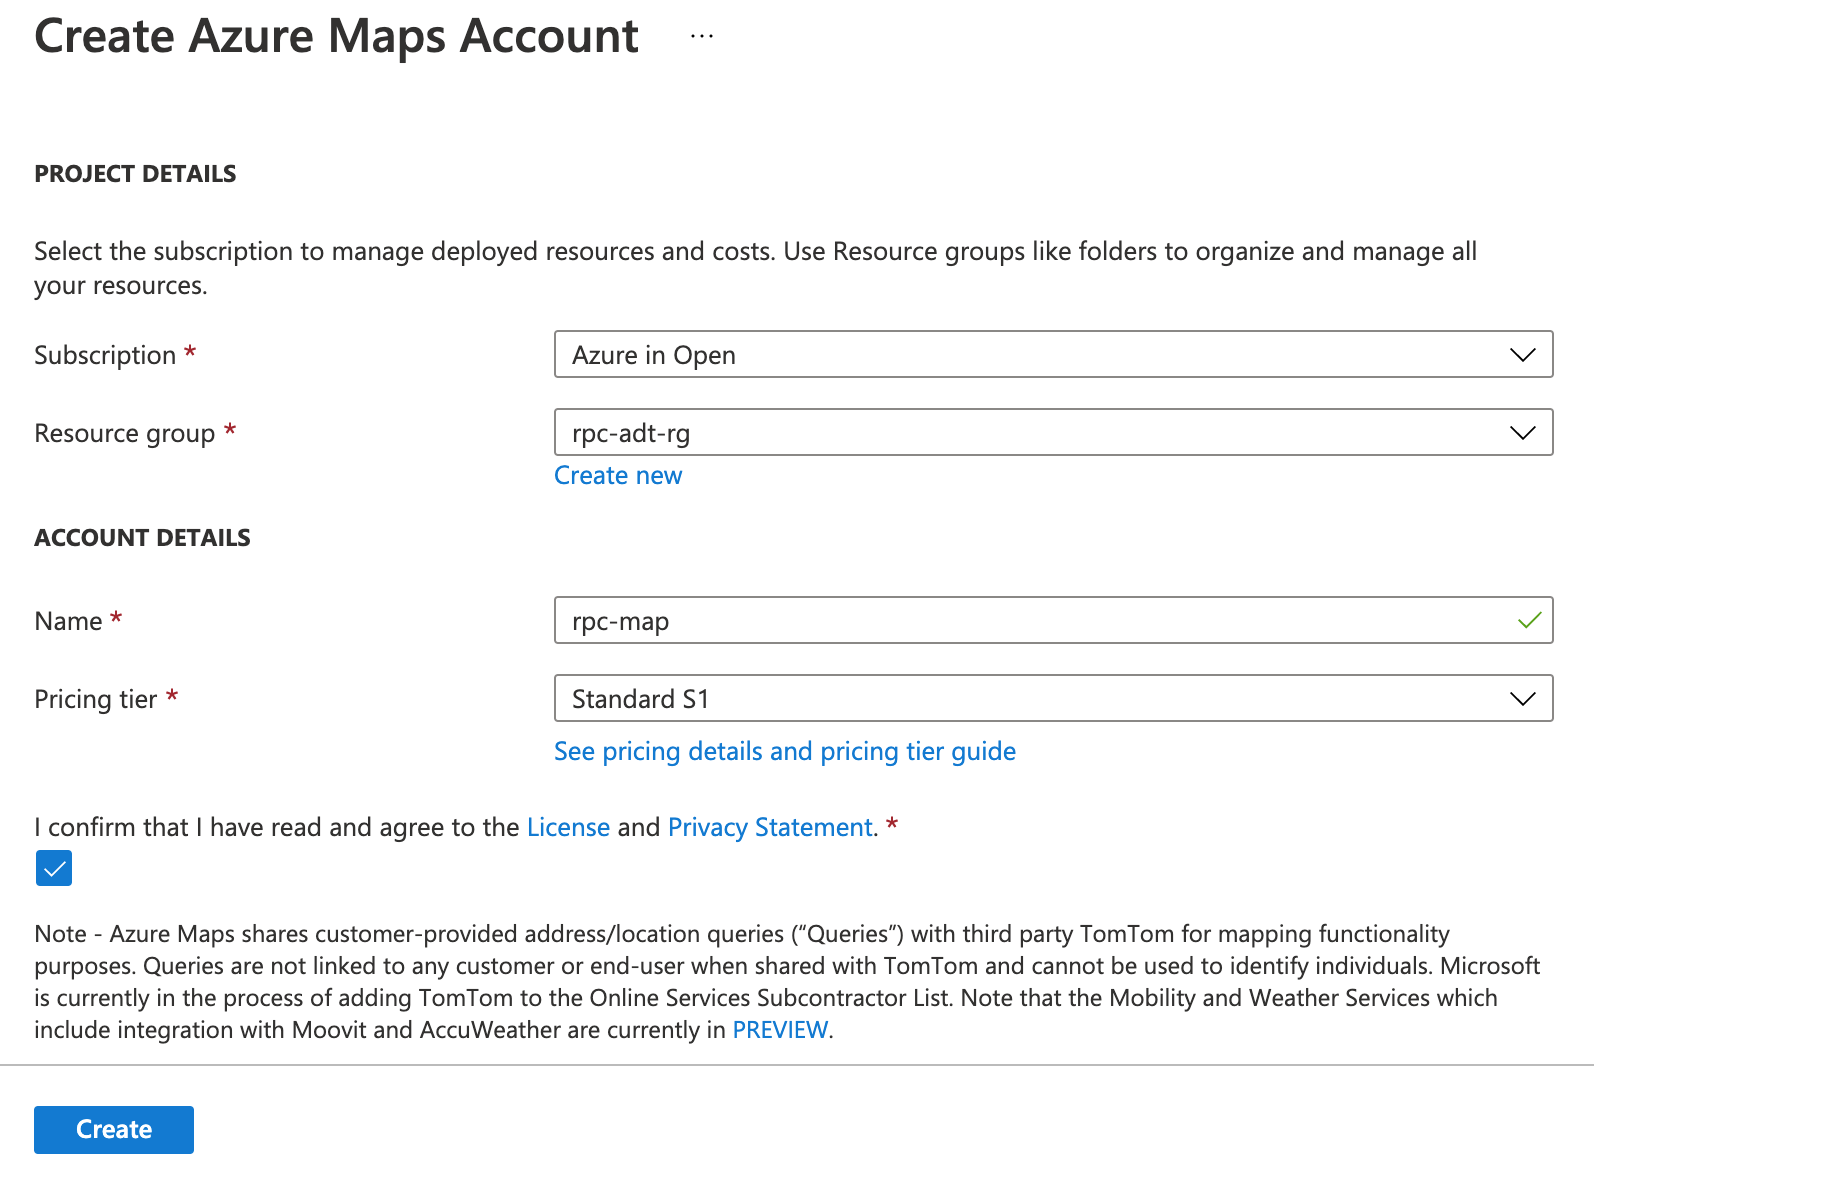 Create Azure Maps Account ...
PROJECT DETAILS
Select the subscription to manage deployed resources and costs. Use Resource groups like folders to organize and manage all
your resources.
Subscription *
Azure in Open
Resource group *
rpc-adt-rg
Create new
ACCOUNT DETAILS
Name *
rpc-map
Pricing tier *
Standard S1
See pricing details and pricing tier guide
I confirm that I have read and agree to the License and Privacy Statement. *
Note - Azure Maps shares customer-provided address/location queries (“Queries”) with third party TomTom for mapping functionality
purposes. Queries are not linked to any customer or end-user when shared with TomTom and cannot be used to identify individuals. Microsoft
is currently in the process of adding TomTom to the Online Services Subcontractor List. Note that the Mobility and Weather Services which
include integration with Moovit and AccuWeather are currently in PREVIEW.
Create